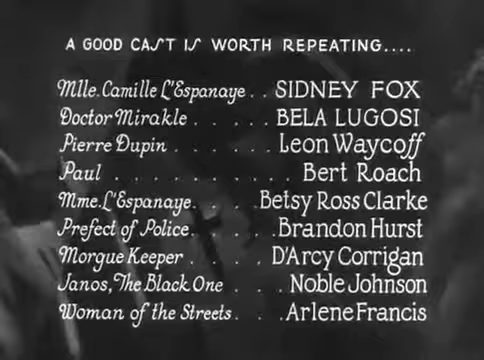 A GOOD CAST IS WORTH REPEATING....
Mlle. Camille L'Espanaye . . SIDNEY FOX
Doctor Mirakle . . . . . BELA LUGOSI
Pierre Dupin . . . . . . Leon Waycoff
Paul . . . . . . . . . . Bert Roach
Mme. L'Espanaye. . . . Betsy Ross Clarke
Prefect of Police. . . . . Brandon Hurst
Morgue Keeper . . . . D'Arcy Corrigan
Janos, The Black One . . . Noble Johnson
Woman of the Streets. . . Arlene Francis